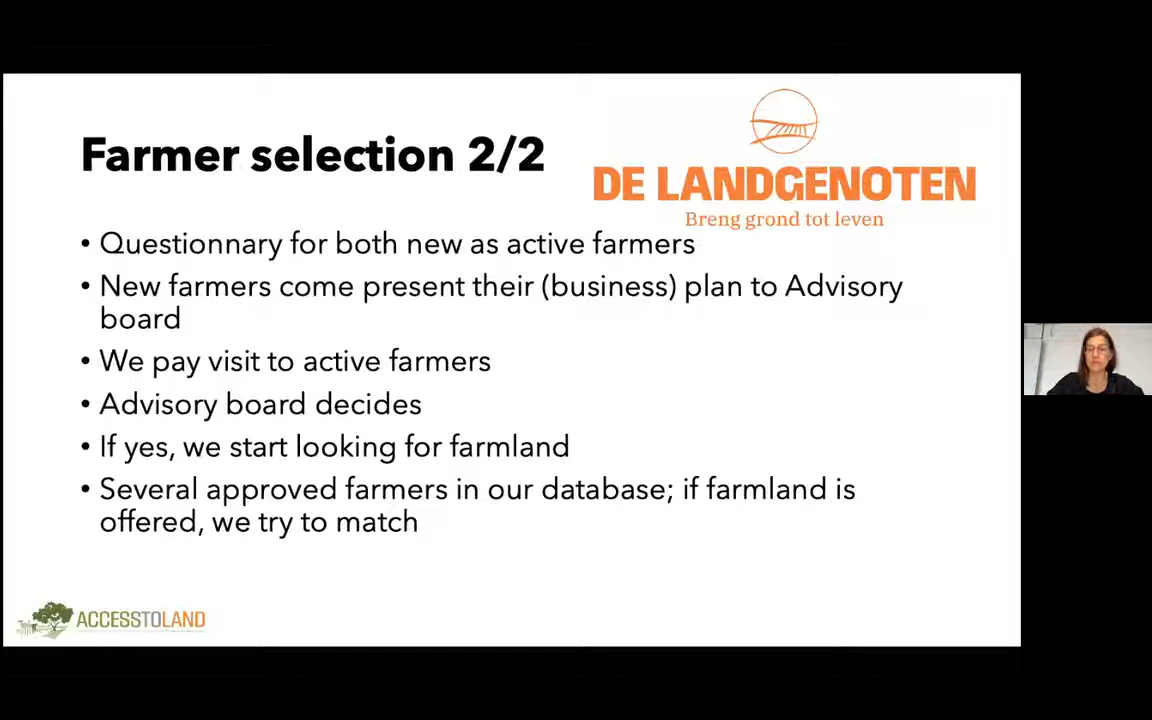 Farmer selection 2/2
DE LANDGENOTEN
Breng grond tot leven
• Questionnary for both new as active farmers
• New farmers come present their (business) plan to Advisory
board
• We pay visit to active farmers
• Advisory board decides
• If yes, we start looking for farmland
• Several approved farmers in our database; if farmland is
offered, we try to match
ACCESSTOLAND